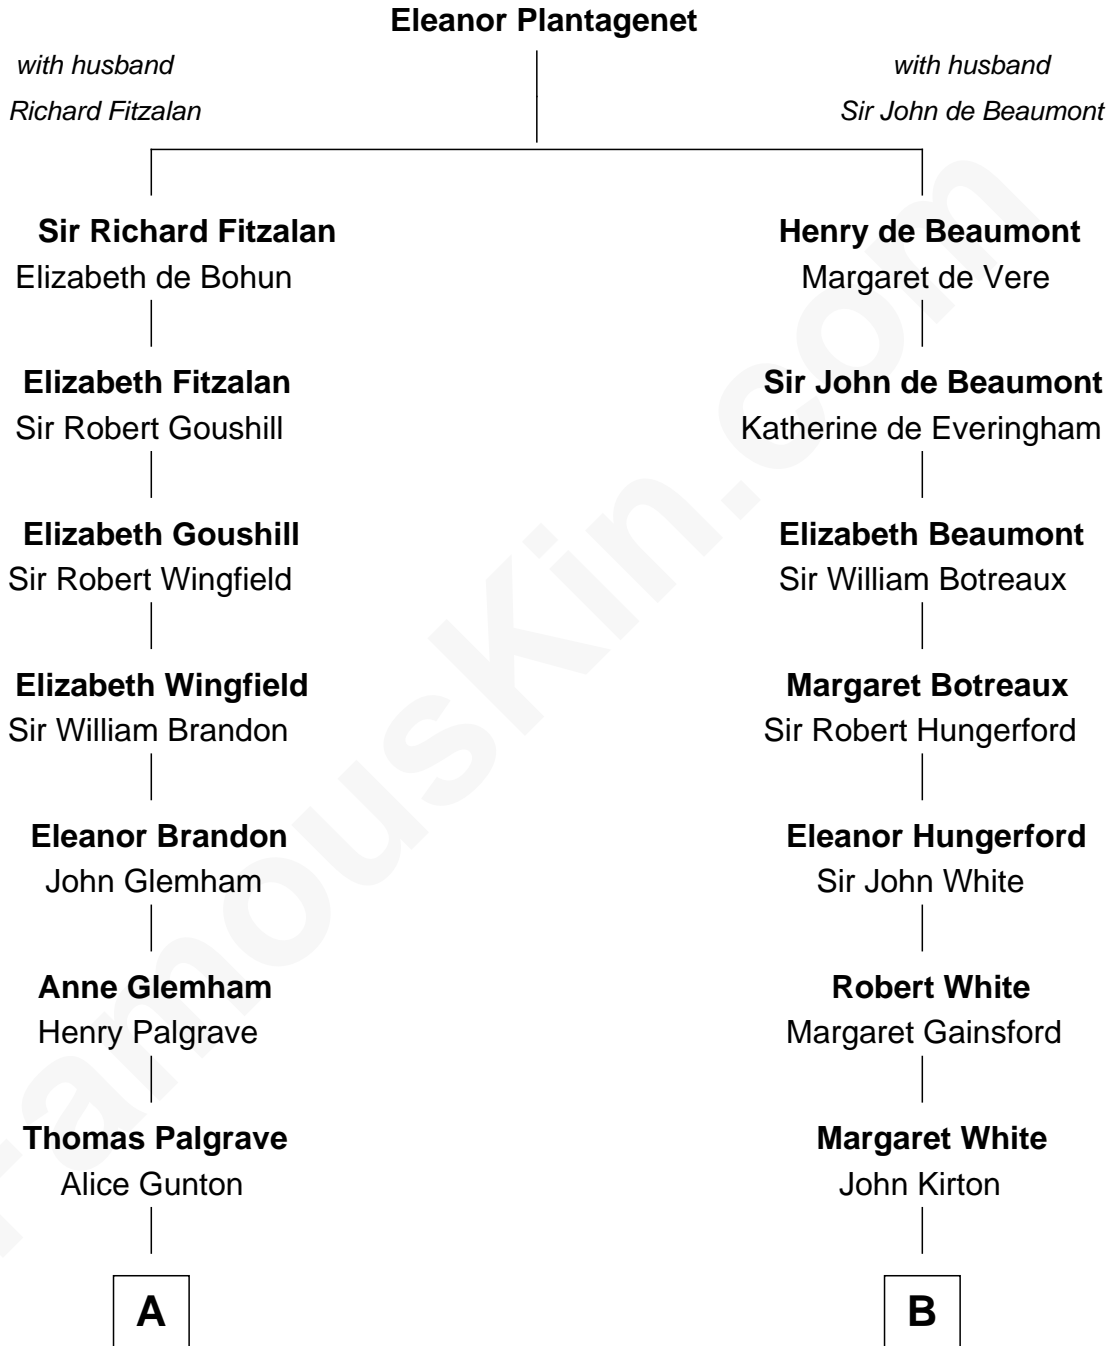 Eleanor Plantagenet
with husband
Richard Fitzalan
with husband
Sir John de Beaumont
Sir Richard Fitzalan
Elizabeth de Bohun
Henry de Beaumont
Margaret de Vere
Elizabeth Fitzalan
Sir Robert Goushill
Sir John de Beaumont
Katherine de Everingham
Elizabeth Goushill
Sir Robert Wingfield
Elizabeth Beaumont
Sir William Botreaux
Elizabeth Wingfield
Sir William Brandon
Margaret Botreaux
Sir Robert Hungerford
Eleanor Brandon
John Glemham
Eleanor Hungerford
Sir John White
Anne Glemham
Henry Palgrave
Robert White
Margaret Gainsford
Thomas Palgrave
Alice Gunton
Margaret White
John Kirton
A
B
FamousKin.com